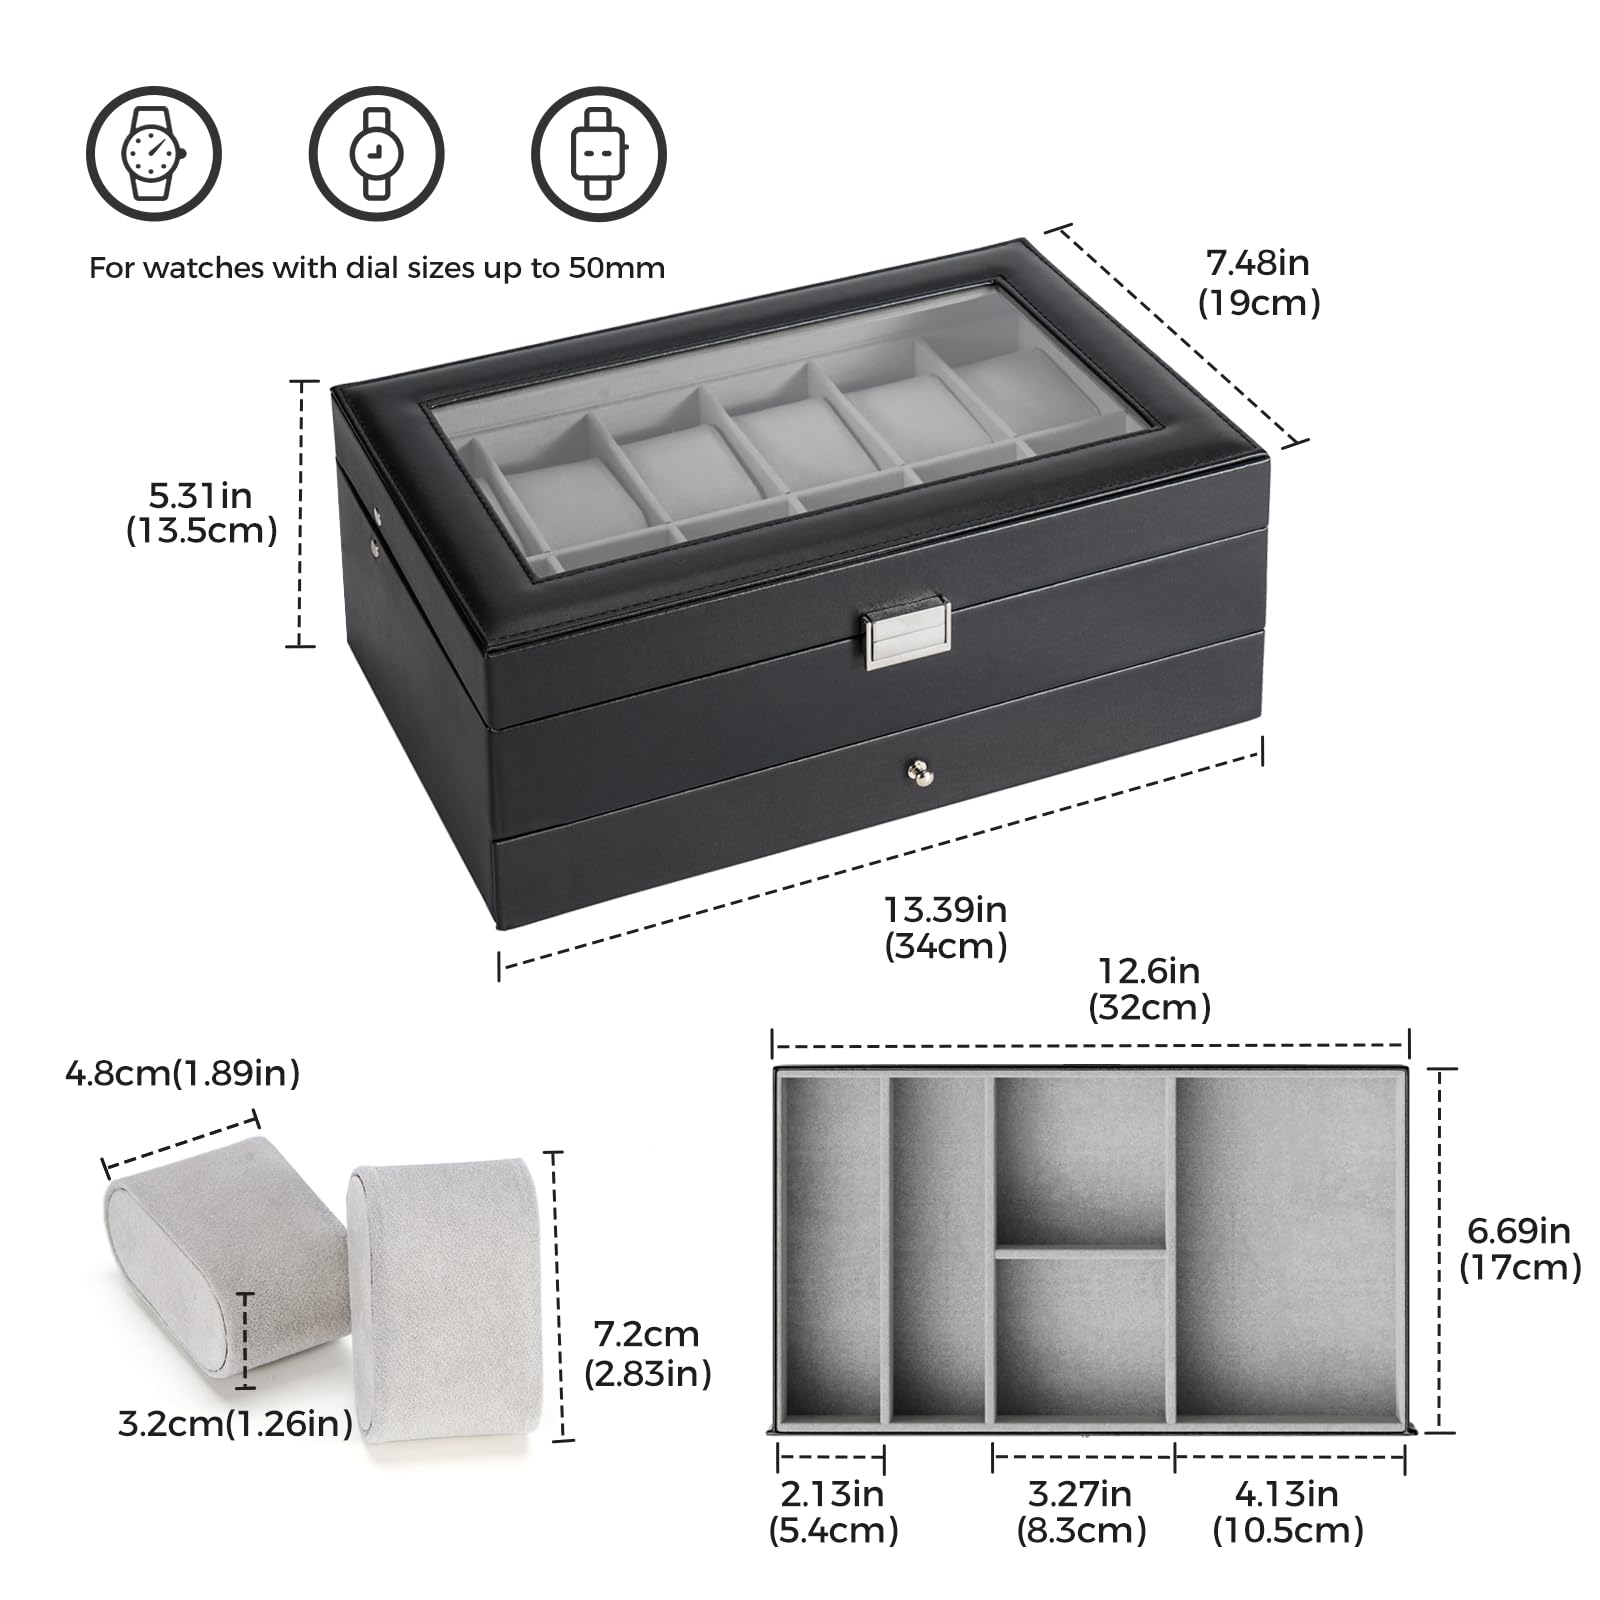 For watches with dial sizes up to 50mm
7.48in
(19cm)
5.31in
(13.5cm)
13.39in
(34cm)
12.6in
(32cm)
4.8cm(1.89in)
7.2cm
(2.83in)
3.2cm(1.26in)
6.69in
(17cm)
2.13in
(5.4cm)
3.27in
(8.3cm)
4.13in
(10.5cm)